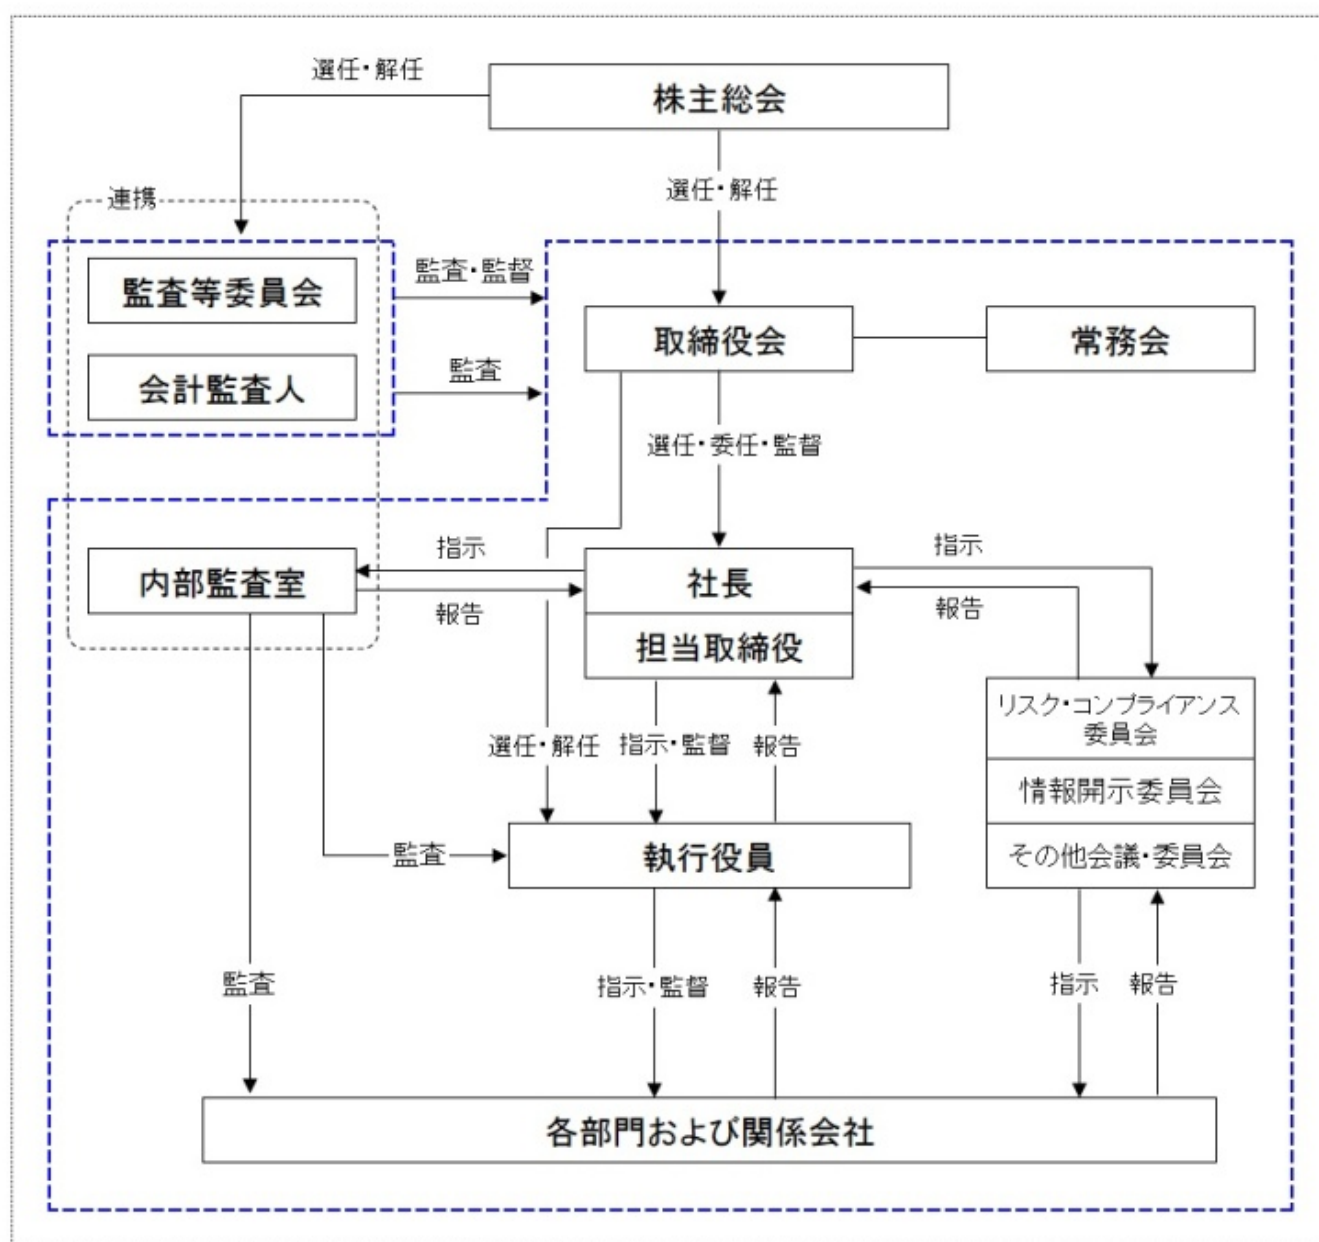 選任・解任
株主総会
選任・解任
連携
監査等委員会
監査・監督
取締役会
常務会
会計監査人
監査
選任・委任・監督
指示
指示
内部監査室
社長
報告
報告
担当取締役
リスク・コンプライアンス
委員会
選任・解任
指示・監督
報告
情報開示委員会
監査
執行役員
その他会議・委員会
監査
指示・監督
報告
指示
報告
各部門および関係会社